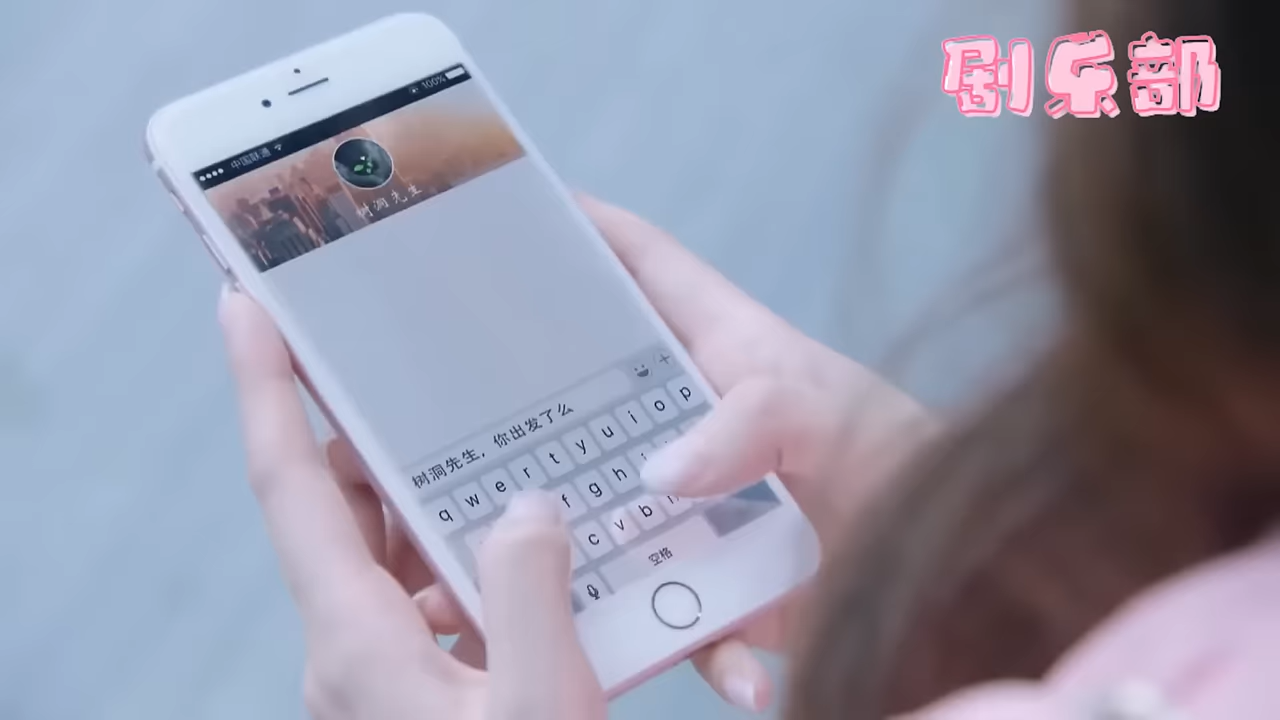 剧乐部
中国联通
100%
树洞先生
树洞先生，你出发了么
q w e r t y u i o p
f g h
c v b
空格